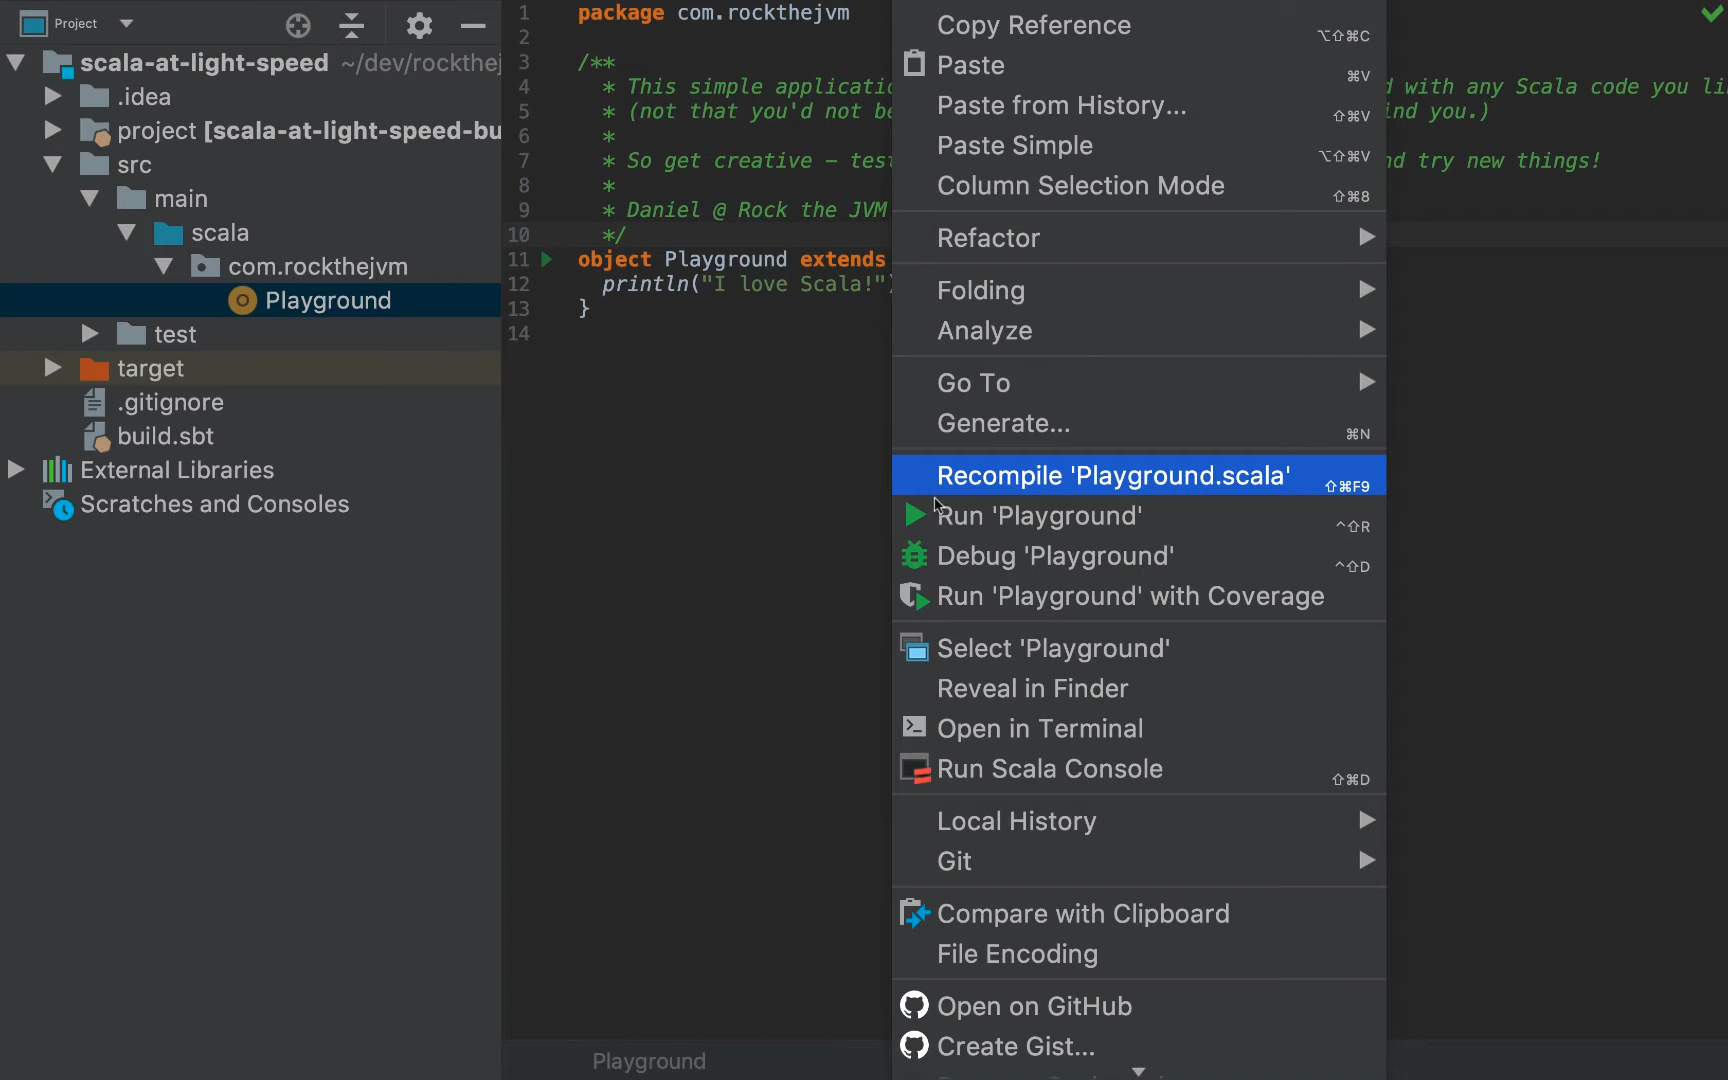 Project
scala-at-light-speed ~/dev/rockthej
.idea
project [scala-at-light-speed-bu
src
main
scala
com.rockthejvm
Playground
test
target
.gitignore
build.sbt
External Libraries
Scratches and Consoles
1 package com.rockthejvm
2
3 /**
4 * This simple applicatio d with any Scala code you li
5 * (not that you'd not be ind you.)
6 *
7 * So get creative – test nd try new things!
8 *
9 * Daniel @ Rock the JVM
10 */
11 object Playground extends
12 println("I love Scala!")
13 }
14
Playground
Copy Reference ⌥⇧⌘C
Paste ⌘V
Paste from History... ⇧⌘V
Paste Simple ⌥⇧⌘V
Column Selection Mode ⇧⌘8
Refactor
Folding
Analyze
Go To
Generate... ⌘N
Recompile 'Playground.scala' ⇧⌘F9
Run 'Playground' ^⇧R
Debug 'Playground' ^⇧D
Run 'Playground' with Coverage
Select 'Playground'
Reveal in Finder
Open in Terminal
Run Scala Console ⇧⌘D
Local History
Git
Compare with Clipboard
File Encoding
Open on GitHub
Create Gist...